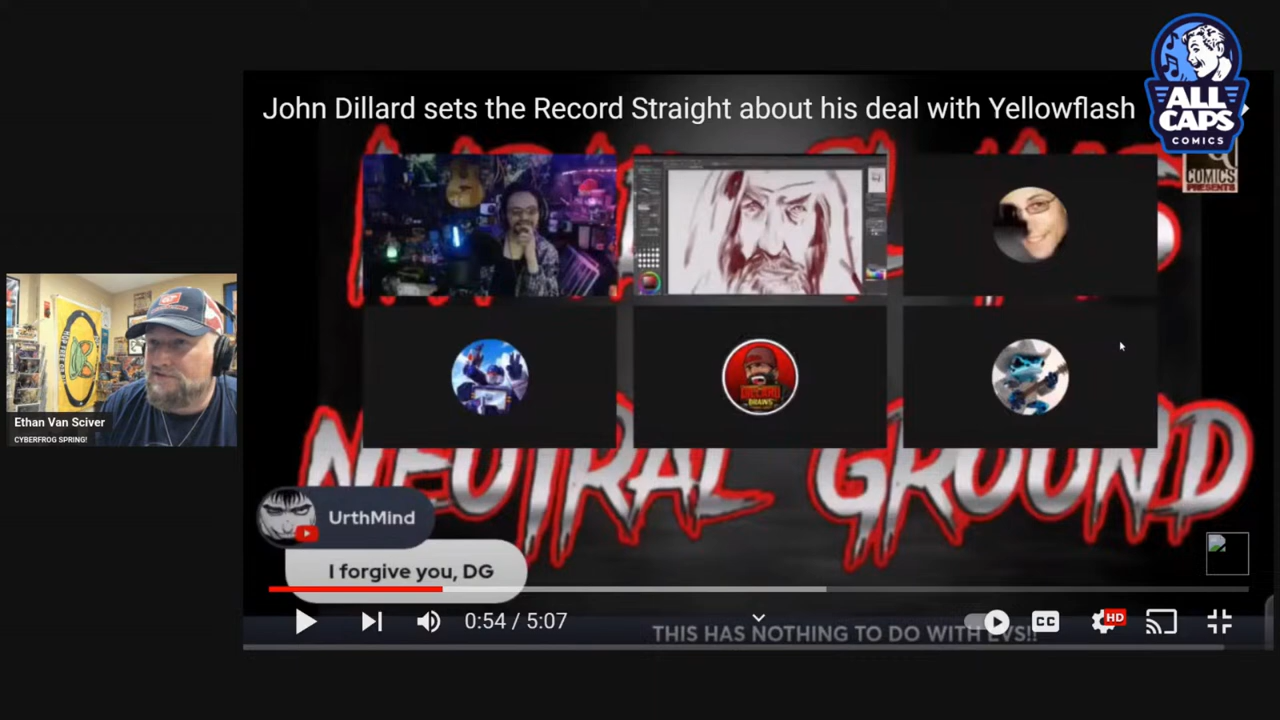 John Dillard sets the Record Straight about his deal with Yellowflash
ALL
CAPS
COMICS
COMICS
PRESENTS
Ethan Van Sciver
CYBERFROG SPRING!
NEUTRAL GROUND
UrthMind
I forgive you, DG
0:54 / 5:07
CC
HD
THIS HAS NOTHING TO DO WITH EVS!!